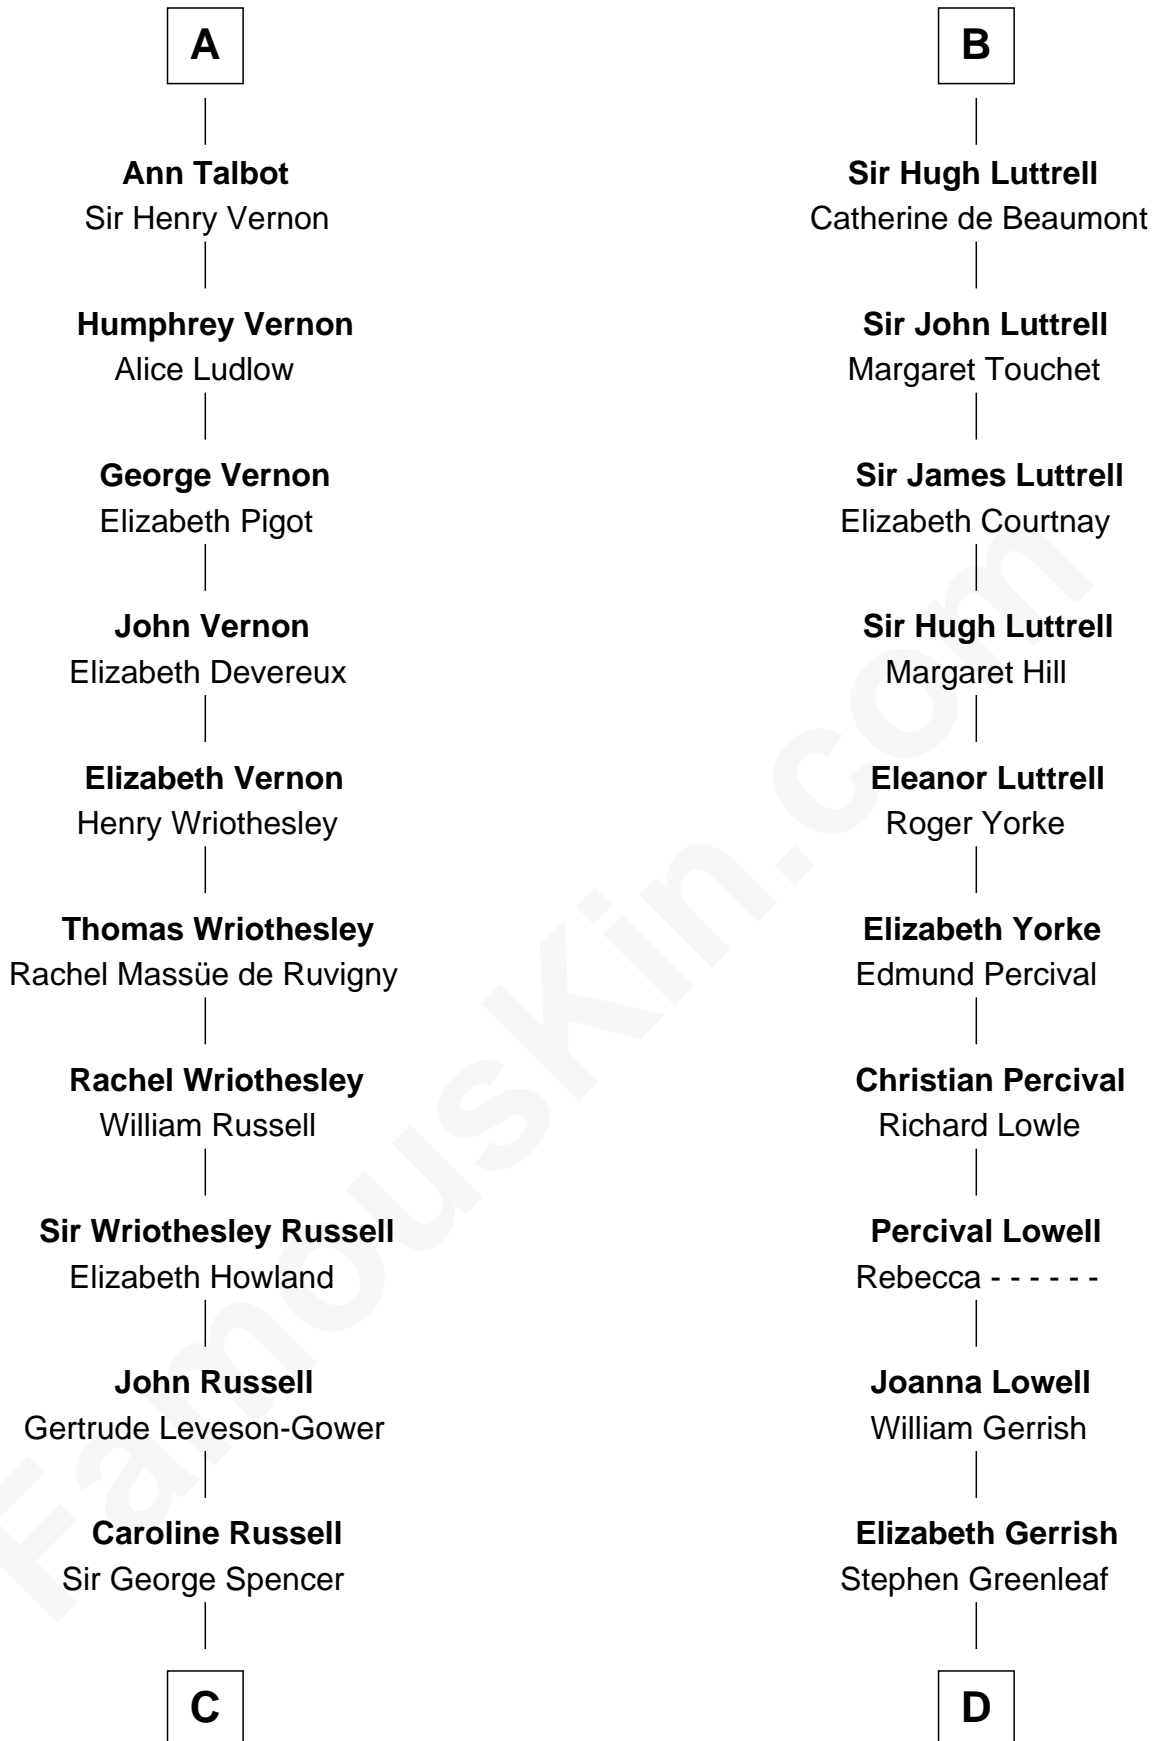 A
Ann Talbot
Sir Henry Vernon
Humphrey Vernon
Alice Ludlow
George Vernon
Elizabeth Pigot
John Vernon
Elizabeth Devereux
Elizabeth Vernon
Henry Wriothesley
Thomas Wriothesley
Rachel Massüe de Ruvigny
Rachel Wriothesley
William Russell
Sir Wriothesley Russell
Elizabeth Howland
John Russell
Gertrude Leveson-Gower
Caroline Russell
Sir George Spencer
C
B
Sir Hugh Luttrell
Catherine de Beaumont
Sir John Luttrell
Margaret Touchet
Sir James Luttrell
Elizabeth Courtnay
Sir Hugh Luttrell
Margaret Hill
Eleanor Luttrell
Roger Yorke
Elizabeth Yorke
Edmund Percival
Christian Percival
Richard Lowle
Percival Lowell
Rebecca - - - - - -
Joanna Lowell
William Gerrish
Elizabeth Gerrish
Stephen Greenleaf
D
FamousKin.com